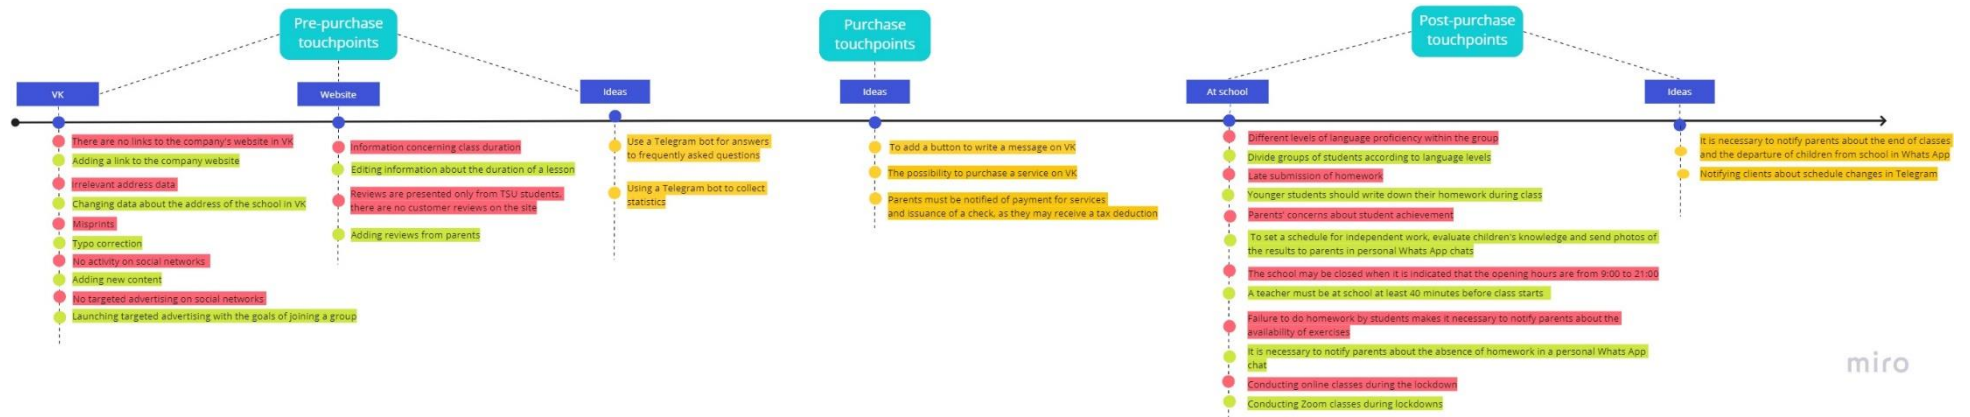 Pre-purchase
touchpoints
Purchase
touchpoints
Post-purchase
touchpoints
VK
Website
Ideas
Ideas
At school
Ideas
There are no links to the company's website in VK
Adding a link to the company website
Irrelevant address data
Changing data about the address of the school in VK
Misprints
Typo correction
No activity on social networks
Adding new content
No targeted advertising on social networks
Launching targeted advertising with the goals of joining a group
Information concerning class duration
Editing information about the duration of a lesson
Reviews are presented only from TSU students,
there are no customer reviews on the site
Adding reviews from parents
Use a Telegram bot for answers
to frequently asked questions
Using a Telegram bot to collect
statistics
To add a button to write a message on VK
The possibility to purchase a service on VK
Parents must be notified of payment for services
and issuance of a check, as they may receive a tax deduction
Different levels of language proficiency within the group
Divide groups of students according to language levels
Late submission of homework
Younger students should write down their homework during class
Parents' concerns about student achievement
To set a schedule for independent work, evaluate children's knowledge and send photos of
the results to parents in personal Whats App chats
The school may be closed when it is indicated that the opening hours are from 9:00 to 21:00
A teacher must be at school at least 40 minutes before class starts
Failure to do homework by students makes it necessary to notify parents about the
availability of exercises
It is necessary to notify parents about the absence of homework in a personal Whats App
chat
Conducting online classes during the lockdown
Conducting Zoom classes during lockdowns
It is necessary to notify parents about the end of classes
and the departure of children from school in Whats App
Notifying clients about schedule changes in Telegram
miro